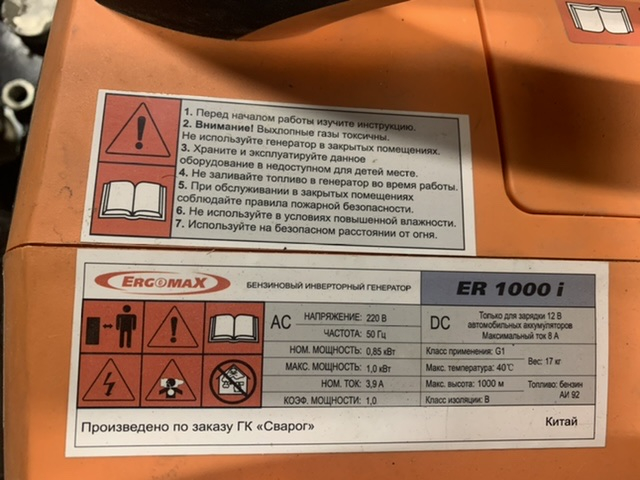 1. Перед началом работы изучите инструкцию.
2. Внимание! Выхлопные газы токсичны.
Не используйте генератор в закрытых помещениях.
3. Храните и эксплуатируйте данное
оборудование в недоступном для детей месте.
4. Не заливайте топливо в генератор во время работы.
5. При обслуживании в закрытых помещениях
соблюдайте правила пожарной безопасности.
6. Не используйте в условиях повышенной влажности.
7. Используйте на безопасном расстоянии от огня.
ERGOMAX
БЕНЗИНОВЫЙ ИНВЕРТОРНЫЙ ГЕНЕРАТОР
ER 1000 i
AC
НАПРЯЖЕНИЕ: 220 В
ЧАСТОТА: 50 Гц
НОМ. МОЩНОСТЬ: 0,85 кВт
МАКС. МОЩНОСТЬ: 1,0 кВт
НОМ. ТОК: 3,9 А
КОЭФ. МОЩНОСТИ: 1,0
DC
Только для зарядки 12 В
автомобильных аккумуляторов
Максимальный ток 8 А
Класс применения: G1
Макс. температура: 40°С
Вес: 17 кг
Макс. высота: 1000 м
Класс изоляции: В
Топливо: бензин
АИ 92
Произведено по заказу ГК «Сварог»
Китай